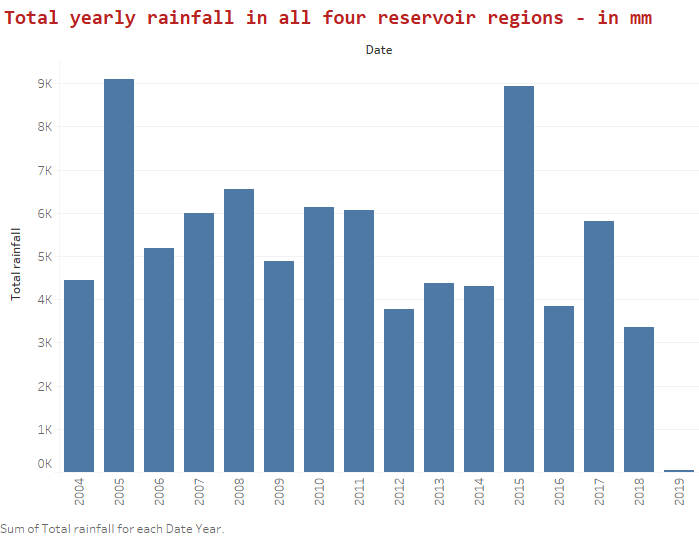 Total yearly rainfall in all four reservoir regions - in mm
Date
Total rainfall
9K
8K
7K
6K
5K
4K
3K
2K
1K
0K
2004
2005
2006
2007
2008
2009
2010
2011
2012
2013
2014
2015
2016
2017
2018
2019
Sum of Total rainfall for each Date Year.